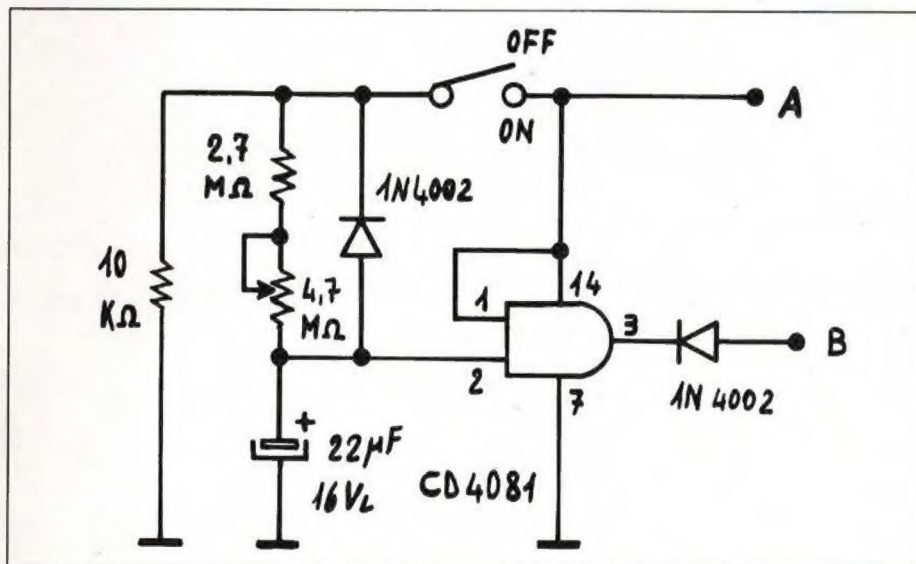 OFF
A
ON
2,7
MΩ
1N4002
10
KΩ
4,7
MΩ
1
14
3
B
2
7
1N 4002
+
22µF
16VL
CD4081